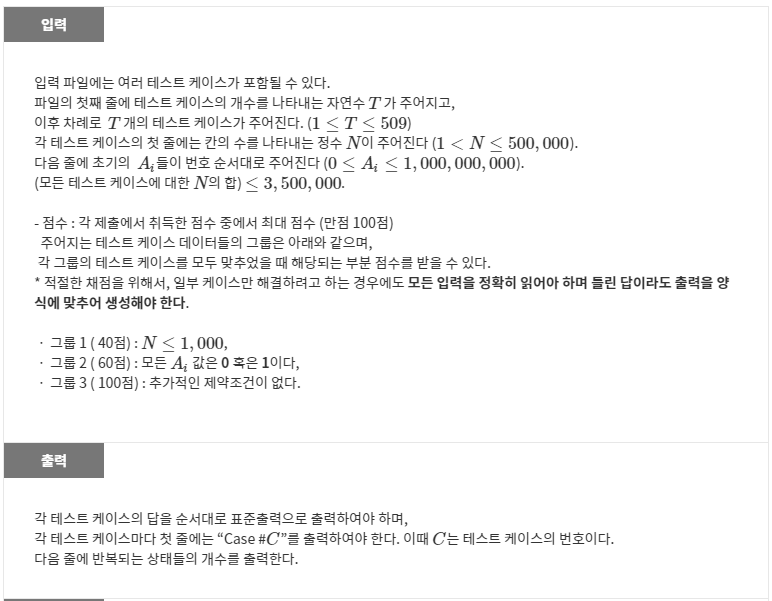 입력
입력 파일에는 여러 테스트 케이스가 포함될 수 있다.
파일의 첫째 줄에 테스트 케이스의 개수를 나타내는 자연수 T 가 주어지고,
이후 차례로 T개의 테스트 케이스가 주어진다. (1 ≤ T ≤ 509)
각 테스트 케이스의 첫 줄에는 칸의 수를 나타내는 정수 N이 주어진다 (1 < N ≤ 500,000).
다음 줄에 초기의 A_i들이 번호 순서대로 주어진다 (0 ≤ A_i ≤ 1,000,000,000).
(모든 테스트 케이스에 대한 N의 합) ≤ 3,500,000.
- 점수 : 각 제출에서 취득한 점수 중에서 최대 점수 (만점 100점)
주어지는 테스트 케이스 데이터들의 그룹은 아래와 같으며,
각 그룹의 테스트 케이스를 모두 맞추었을 때 해당되는 부분 점수를 받을 수 있다.
* 적절한 채점을 위해서, 일부 케이스만 해결하려고 하는 경우에도 모든 입력을 정확히 읽어아 하며 틀린 답이라도 출력을 양
식에 맞추어 생성해야 한다.
· 그룹 1 ( 40점) : N ≤ 1,000,
· 그룹 2 ( 60점) : 모든 A_i 값은 0 혹은 1이다,
· 그룹 3 ( 100점) : 추가적인 제약조건이 없다.
출력
각 테스트 케이스의 답을 순서대로 표준출력으로 출력하여야 하며,
각 테스트 케이스마다 첫 줄에는 “Case #C”를 출력하여야 한다. 이때 C는 테스트 케이스의 번호이다.
다음 줄에 반복되는 상태들의 개수를 출력한다.